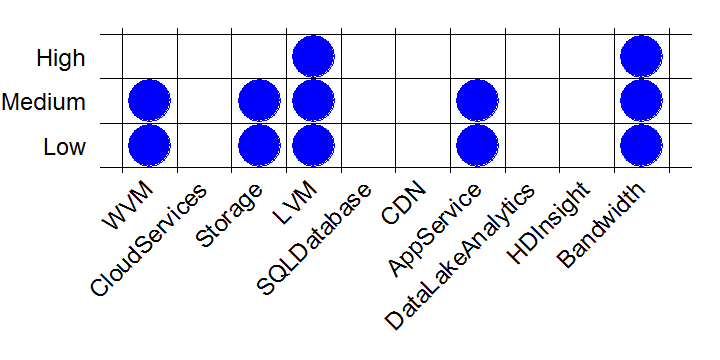 High
Medium
Low
WVM
CloudServices
Storage
LVM
SQLDatabase
CDN
AppService
DataLakeAnalytics
HDInsight
Bandwidth